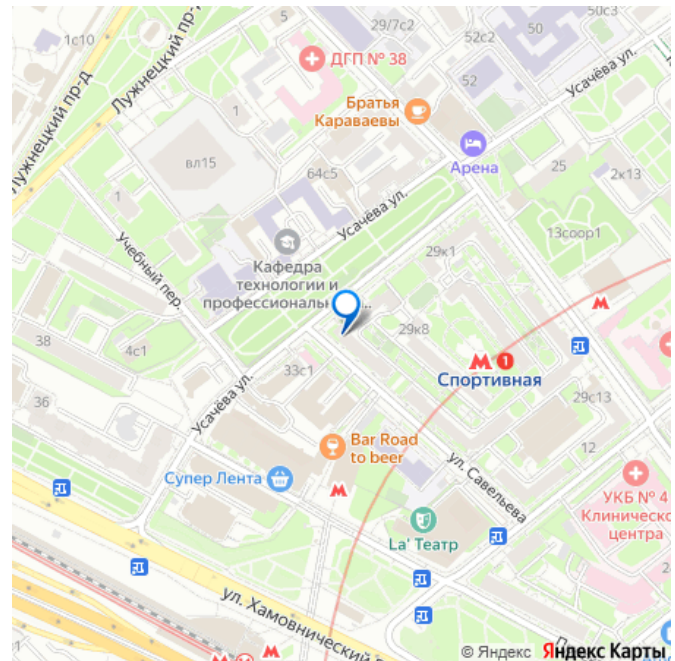 1с10
Лужнецкий пр-д
Лужнецкий пр-д
5
29/7с2
52с2
50
50с3
ДГП № 38
52
Усачёва ул.
Братья
Караваевы
1
вл15
64с5
Арена
25
2к13
1
Усачёва ул.
13соор1
Учебный пер.
Кафедра
технологии и
профессиональн...
29к1
29к8
38
4с1
1
Спортивная
33с1
Усачёва ул.
29с13
36
12
Bar Road
to beer
ул. Савельева
Супер Лента
УКБ № 4
Клиническо
центра
La' Театр
ул. Хамовнический
© Яндекс Яндекс Карты